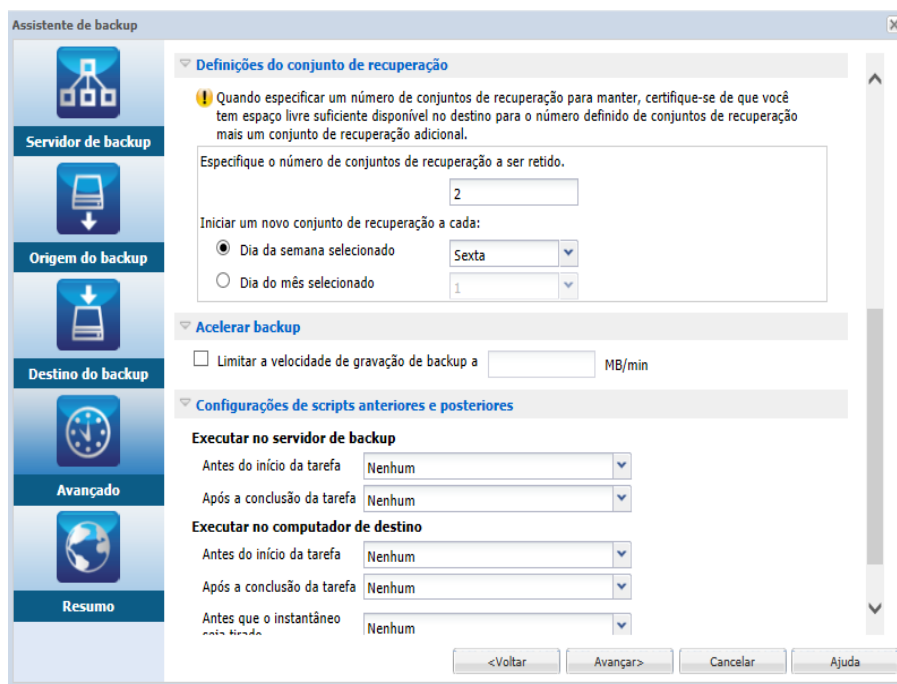 Assistente de backup
Servidor de backup
Origem do backup
Destino do backup
Avançado
Resumo
Definições do conjunto de recuperação
Quando especificar um número de conjuntos de recuperação para manter, certifique-se de que você
tem espaço livre suficiente disponível no destino para o número definido de conjuntos de recuperação
mais um conjunto de recuperação adicional.
Especifique o número de conjuntos de recuperação a ser retido.
2
Iniciar um novo conjunto de recuperação a cada:
Dia da semana selecionado Sexta
Dia do mês selecionado 1
Acelerar backup
Limitar a velocidade de gravação de backup a MB/min
Configurações de scripts anteriores e posteriores
Executar no servidor de backup
Antes do início da tarefa Nenhum
Após a conclusão da tarefa Nenhum
Executar no computador de destino
Antes do início da tarefa Nenhum
Após a conclusão da tarefa Nenhum
Antes que o instantâneo
seja tirado Nenhum
<Voltar Avançar> Cancelar Ajuda